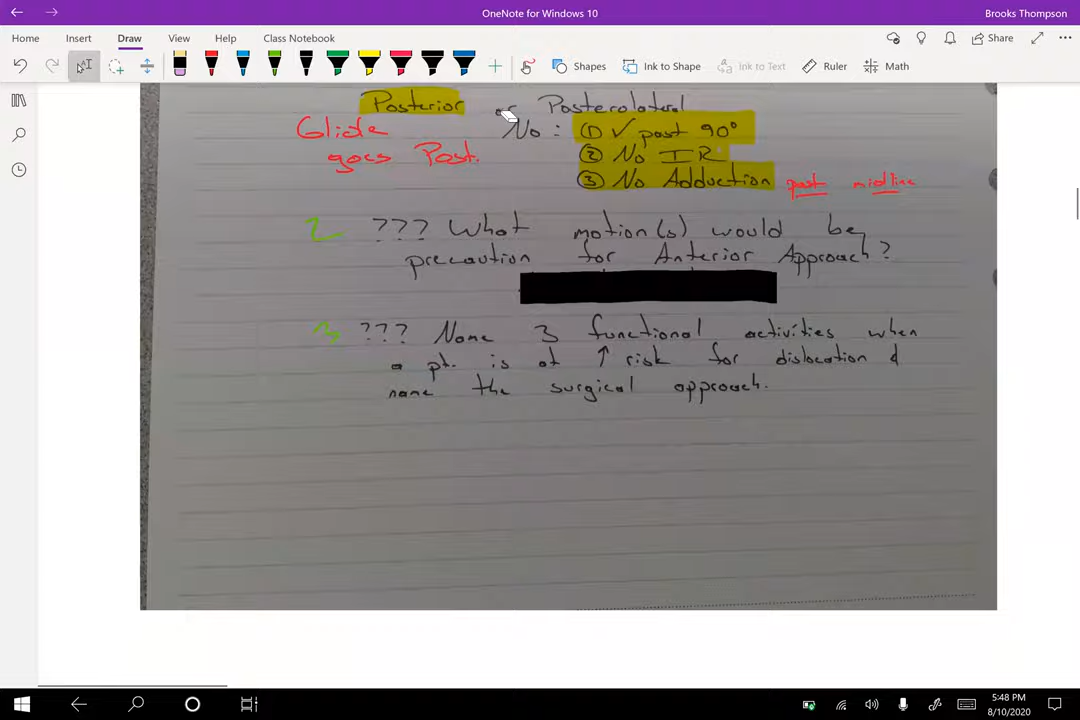 OneNote for Windows 10
Brooks Thompson
Home Insert Draw View Help Class Notebook
Share
Shapes Ink to Shape Ink to Text Ruler Math
Posterior or Posterolateral
Glide No : ① ✓ past 90°
goes Post. ② No IR
③ No Adduction past midline
2 ??? What motion(s) would be
precaution for Anterior Approach?
3 ??? Name 3 functional activities when
a pt. is at ↑ risk for dislocation &
name the surgical approach.
5:48 PM
8/10/2020